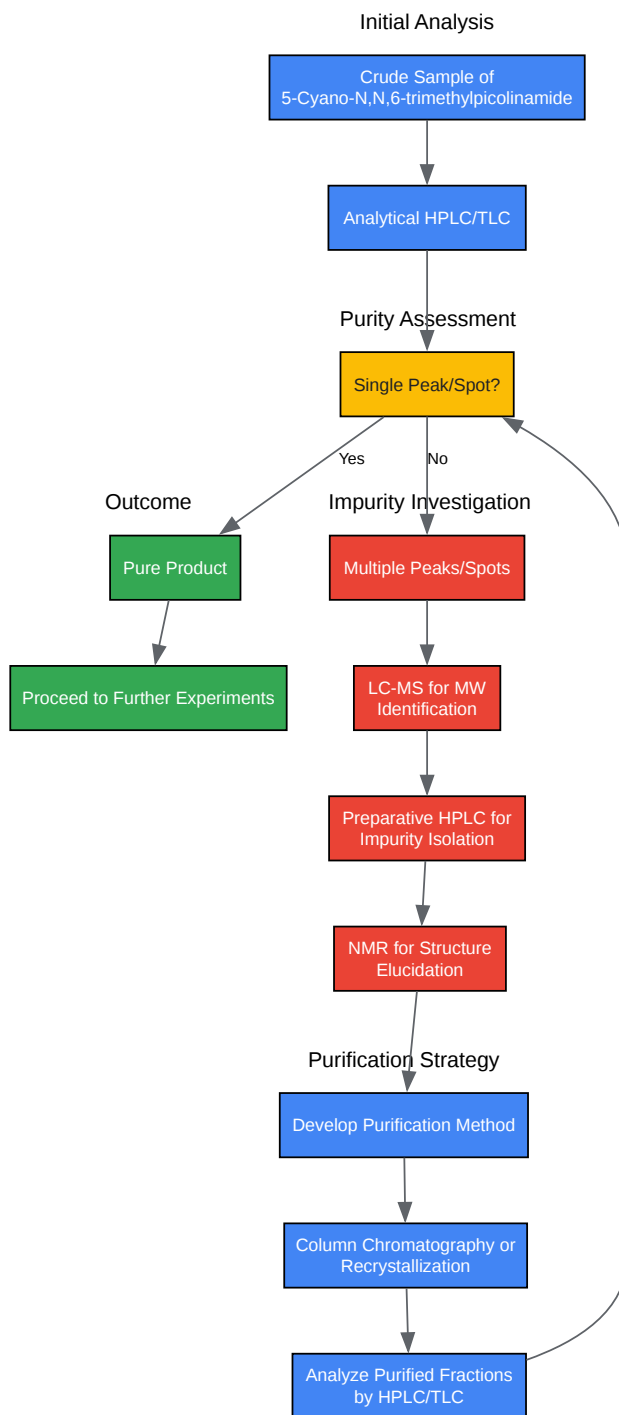 Initial Analysis
Crude Sample of
5-Cyano-N,N,6-trimethylpicolinamide
Analytical HPLC/TLC
Purity Assessment
Single Peak/Spot?
Yes
No
Outcome
Impurity Investigation
Pure Product
Multiple Peaks/Spots
Proceed to Further Experiments
LC-MS for MW
Identification
Preparative HPLC for
Impurity Isolation
NMR for Structure
Elucidation
Purification Strategy
Develop Purification Method
Column Chromatography or
Recrystallization
Analyze Purified Fractions
by HPLC/TLC